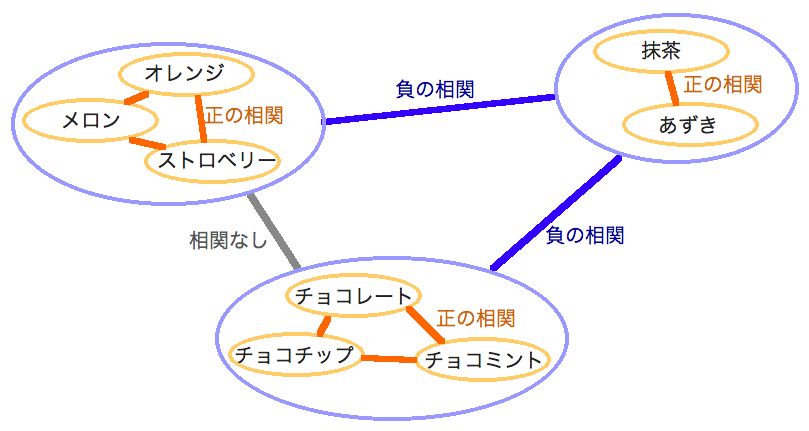 オレンジ
メロン
正の相関
ストロベリー
負の相関
抹茶
正の相関
あずき
相関なし
負の相関
チョコレート
正の相関
チョコチップ
チョコミント